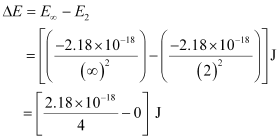 ΔE = E∞ − E₂
= [((−2.18×10⁻¹⁸)/(∞)²) − ((−2.18×10⁻¹⁸)/(2)²)] J
= [(2.18×10⁻¹⁸)/4 − 0] J